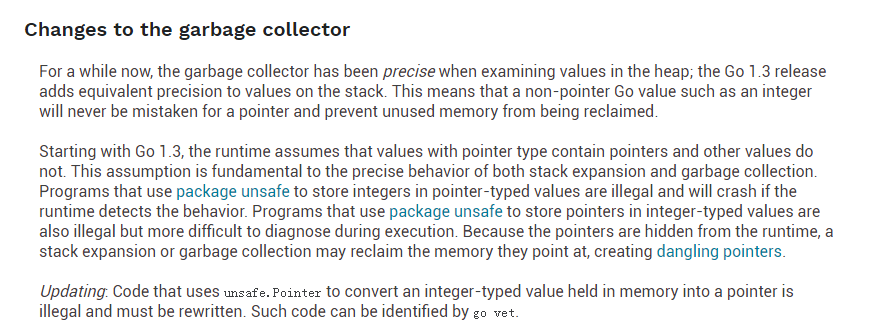 Changes to the garbage collector
For a while now, the garbage collector has been precise when examining values in the heap; the Go 1.3 release
adds equivalent precision to values on the stack. This means that a non-pointer Go value such as an integer
will never be mistaken for a pointer and prevent unused memory from being reclaimed.
Starting with Go 1.3, the runtime assumes that values with pointer type contain pointers and other values do
not. This assumption is fundamental to the precise behavior of both stack expansion and garbage collection.
Programs that use package unsafe to store integers in pointer-typed values are illegal and will crash if the
runtime detects the behavior. Programs that use package unsafe to store pointers in integer-typed values are
also illegal but more difficult to diagnose during execution. Because the pointers are hidden from the runtime, a
stack expansion or garbage collection may reclaim the memory they point at, creating dangling pointers.
Updating: Code that uses unsafe.Pointer to convert an integer-typed value held in memory into a pointer is
illegal and must be rewritten. Such code can be identified by go vet.